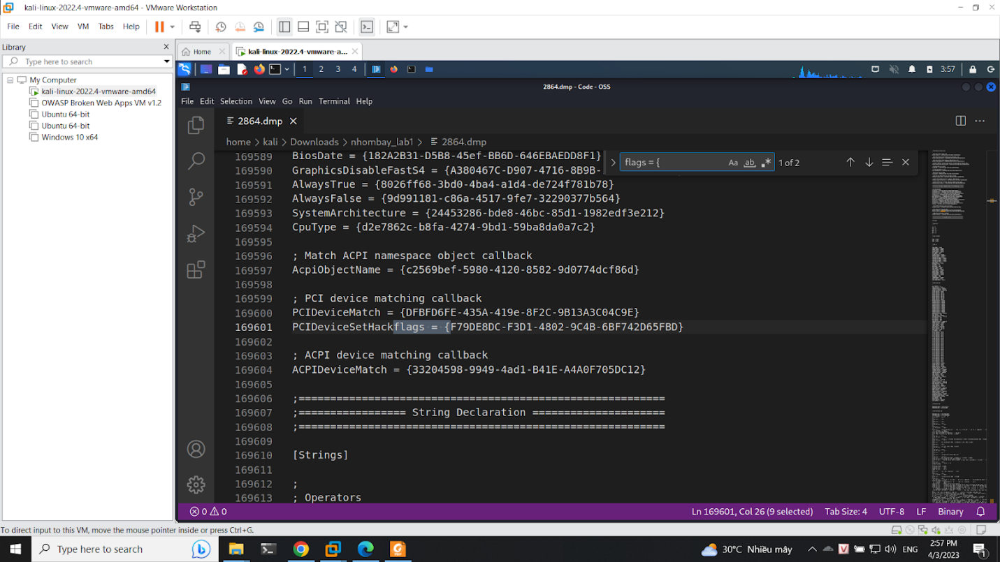 kali-linux-2022.4-vmware-amd64 - VMware Workstation
File Edit View VM Tabs Help
Library
Type here to search
My Computer
kali-linux-2022.4-vmware-amd64
OWASP Broken Web Apps VM v1.2
Ubuntu 64-bit
Ubuntu 64-bit
Windows 10 x64
Home
kali-linux-2022.4-vmware-a...
1 2 3 4
3:57
2864.dmp - Code - OSS
File Edit Selection View Go Run Terminal Help
2864.dmp
home > kali > Downloads > nhombay_lab1 > 2864.dmp
flags = { Aa ab 1 of 2
169589 BiosDate = {182A2B31-D5B8-45ef-BB6D-646EBAEDD8F1}
169590 GraphicsDisableFastS4 = {A380467C-D907-4716-8B9B-
169591 AlwaysTrue = {8026ff68-3bd0-4ba4-a1d4-de724f781b78}
169592 AlwaysFalse = {9d991181-c86a-4517-9fe7-32290377b564}
169593 SystemArchitecture = {24453286-bde8-46bc-85d1-1982edf3e212}
169594 CpuType = {d2e7862c-b8fa-4274-9bd1-59ba8da0a7c2}
169595
169596 ; Match ACPI namespace object callback
169597 AcpiObjectName = {c2569bef-5980-4120-8582-9d0774dcf86d}
169598
169599 ; PCI device matching callback
169600 PCIDeviceMatch = {DFBFD6FE-435A-419e-8F2C-9B13A3C04C9E}
169601 PCIDeviceSetHackflags = {F79DE8DC-F3D1-4802-9C4B-6BF742D65FBD}
169602
169603 ; ACPI device matching callback
169604 ACPIDeviceMatch = {33204598-9949-4ad1-B41E-A4A0F705DC12}
169605
169606 ;==========================================================
169607 ;================= String Declaration =====================
169608 ;==========================================================
169609
169610 [Strings]
169611
169612 ;
169613 ; Operators
0 0
Ln 169601, Col 26 (9 selected) Tab Size: 4 UTF-8 LF Binary
To direct input to this VM, move the mouse pointer inside or press Ctrl+G.
Type here to search
30°C Nhiều mây
ENG
2:57 PM
4/3/2023
1